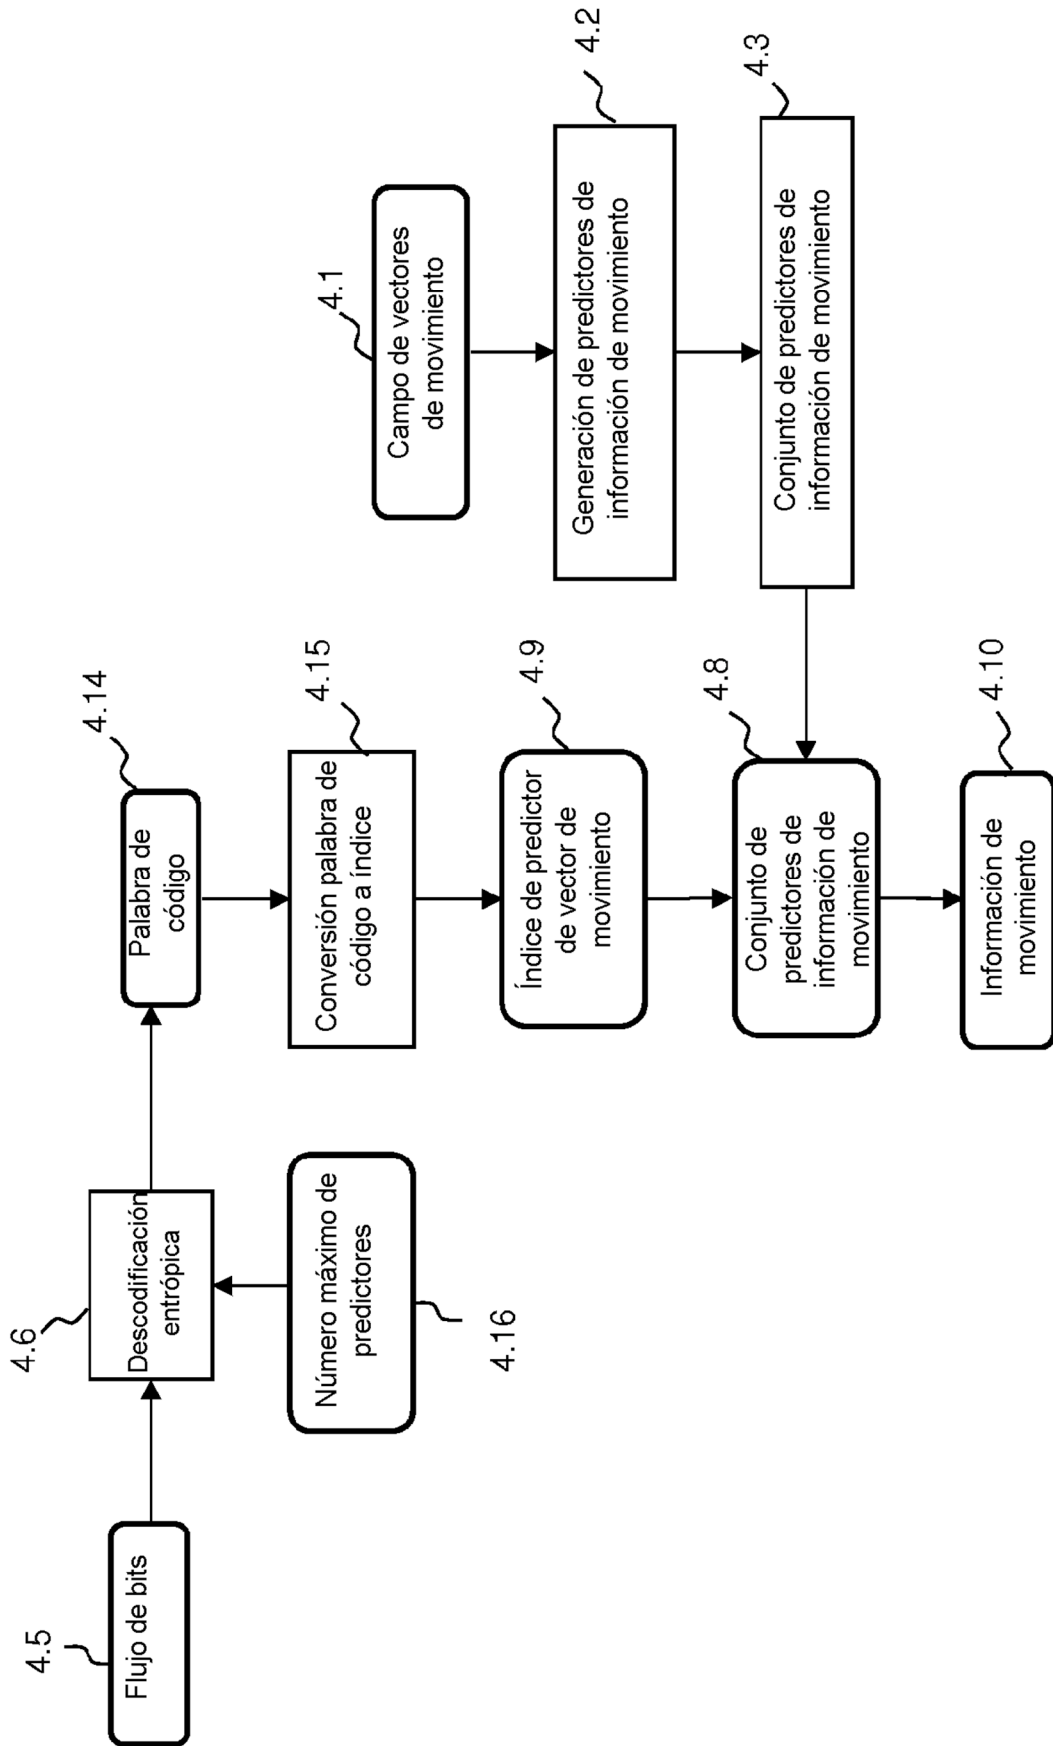 4.5
Flujo de bits
4.6
Descodificación
entrópica
4.16
Número máximo de
predictores
4.14
Palabra de
código
4.15
Conversión palabra de
código a índice
4.9
Índice de predictor
de vector de
movimiento
4.8
Conjunto de
predictores de
información de
movimiento
4.10
Información de
movimiento
4.1
Campo de vectores
de movimiento
4.2
Generación de predictores de
información de movimiento
4.3
Conjunto de predictores de
información de movimiento